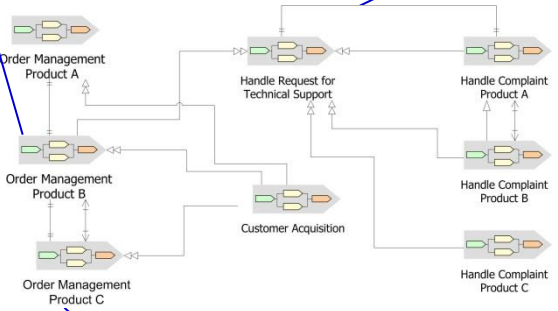 Order Management
Product A
Handle Request for
Technical Support
Handle Complaint
Product A
Order Management
Product B
Handle Complaint
Product B
Customer Acquisition
Order Management
Product C
Handle Complaint
Product C